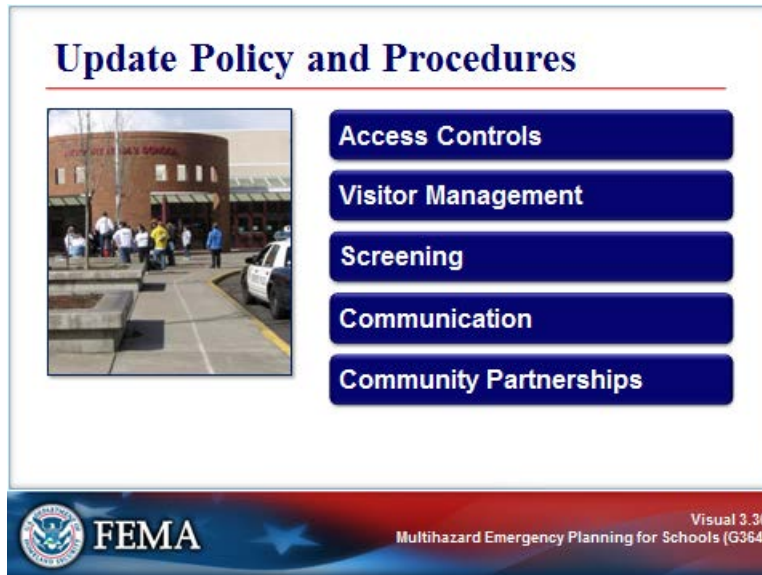 Update Policy and Procedures
Access Controls
Visitor Management
Screening
Communication
Community Partnerships
FEMA
Visual 3.30
Multihazard Emergency Planning for Schools (G364